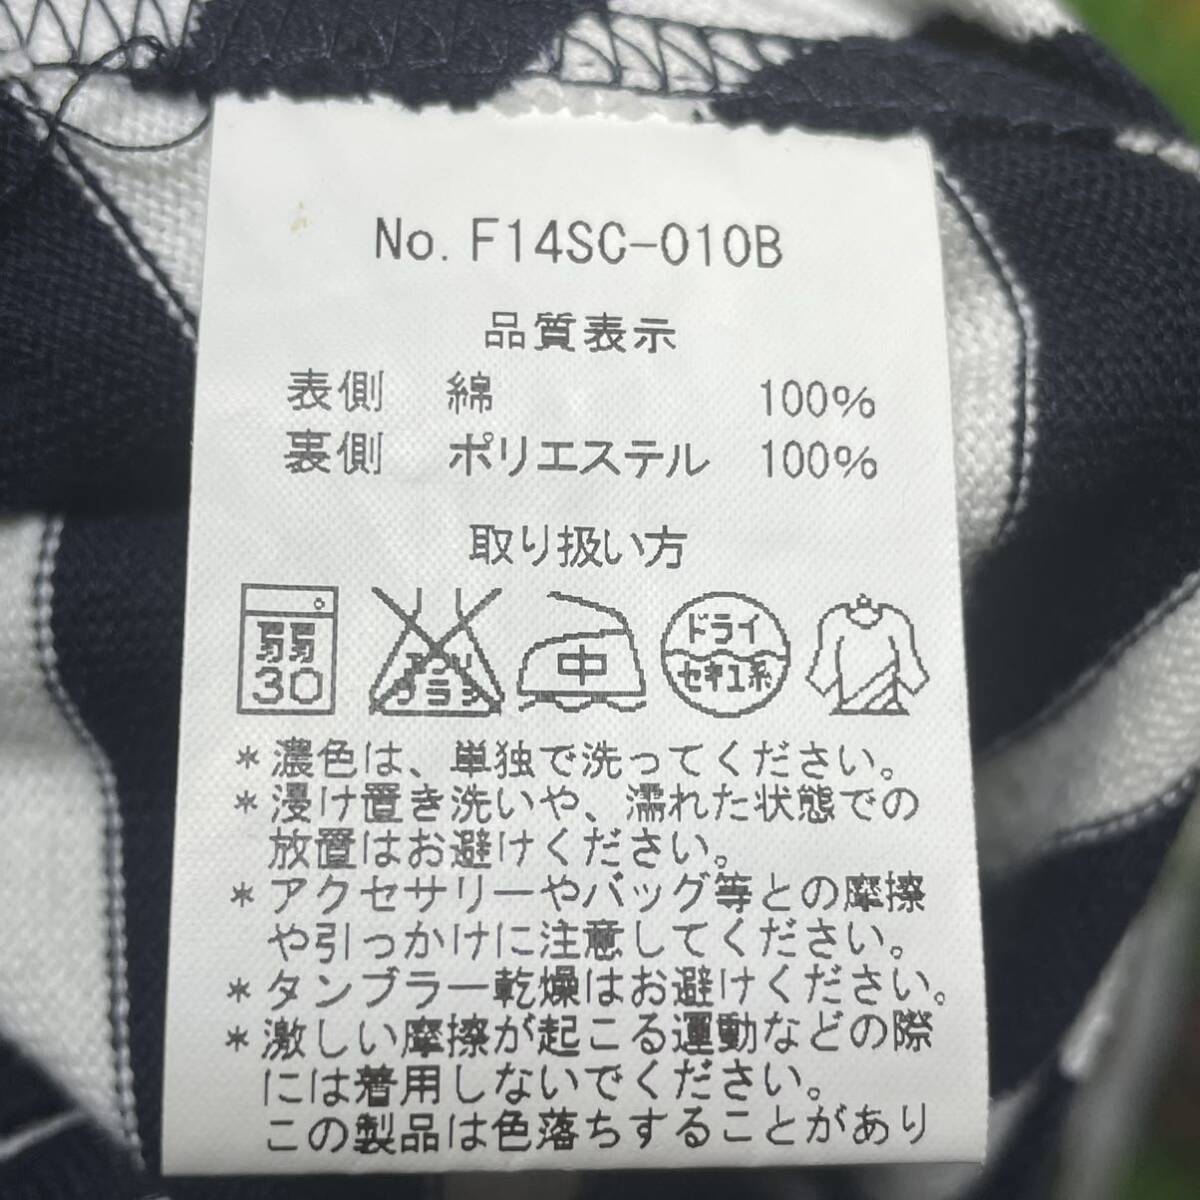 No. F14SC-010B
品質表示
表側 綿 100%
裏側 ポリエステル 100%
取り扱い方
弱 30
エンソ サラシ
中
ドライ セキユ系
*濃色は、単独で洗ってください。
*浸け置き洗いや、濡れた状態での
放置はお避けください。
*アクセサリーやバッグ等との摩擦
や引っかけに注意してください。
*タンブラー乾燥はお避けください。
*激しい摩擦が起こる運動などの際
には着用しないでください。
この製品は色落ちすることがあり